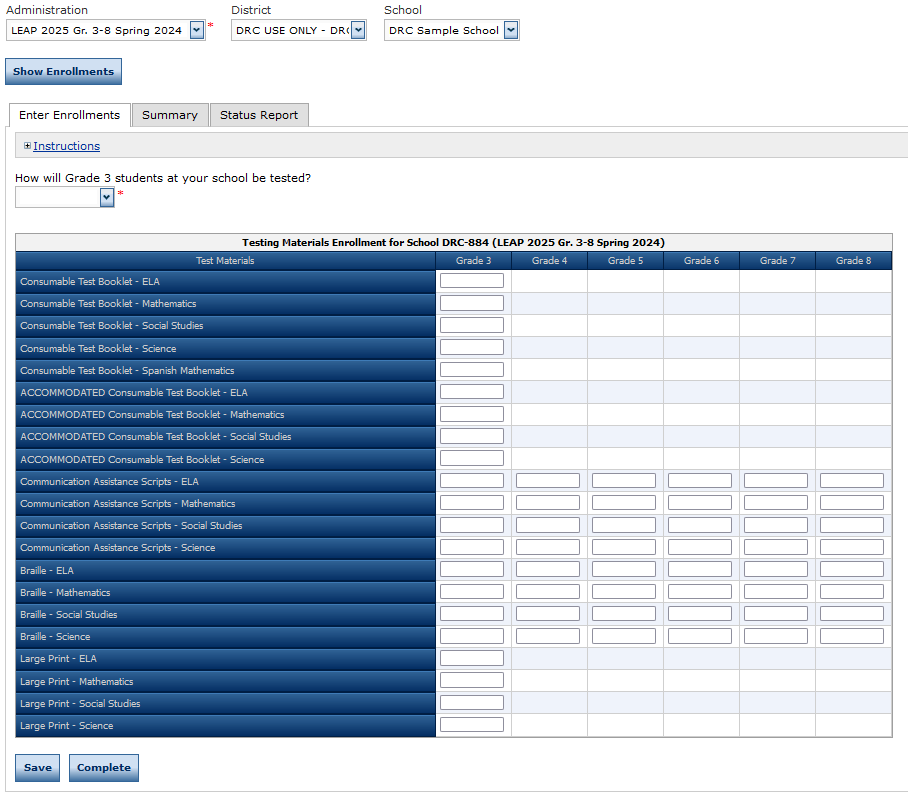 Administration District School
LEAP 2025 Gr. 3-8 Spring 2024 * DRC USE ONLY - DR DRC Sample School
Show Enrollments
Enter Enrollments Summary Status Report
Instructions
How will Grade 3 students at your school be tested?
*
Testing Materials Enrollment for School DRC-884 (LEAP 2025 Gr. 3-8 Spring 2024)
Test Materials Grade 3 Grade 4 Grade 5 Grade 6 Grade 7 Grade 8
Consumable Test Booklet - ELA
Consumable Test Booklet - Mathematics
Consumable Test Booklet - Social Studies
Consumable Test Booklet - Science
Consumable Test Booklet - Spanish Mathematics
ACCOMMODATED Consumable Test Booklet - ELA
ACCOMMODATED Consumable Test Booklet - Mathematics
ACCOMMODATED Consumable Test Booklet - Social Studies
ACCOMMODATED Consumable Test Booklet - Science
Communication Assistance Scripts - ELA
Communication Assistance Scripts - Mathematics
Communication Assistance Scripts - Social Studies
Communication Assistance Scripts - Science
Braille - ELA
Braille - Mathematics
Braille - Social Studies
Braille - Science
Large Print - ELA
Large Print - Mathematics
Large Print - Social Studies
Large Print - Science
Save Complete